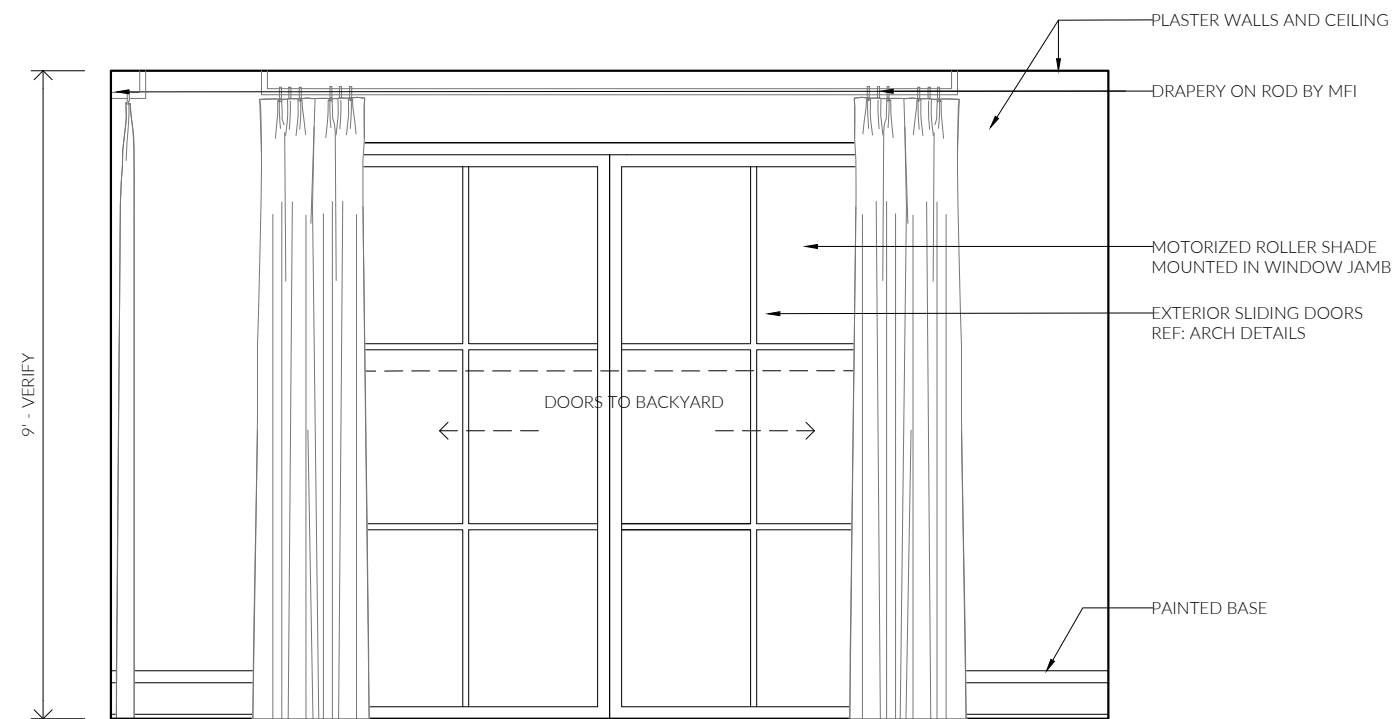 PLASTER WALLS AND CEILING
DRAPERY ON ROD BY MFI
MOTORIZED ROLLER SHADE
MOUNTED IN WINDOW JAMB
EXTERIOR SLIDING DOORS
REF: ARCH DETAILS
9' - VERIFY
DOORS TO BACKYARD
PAINTED BASE